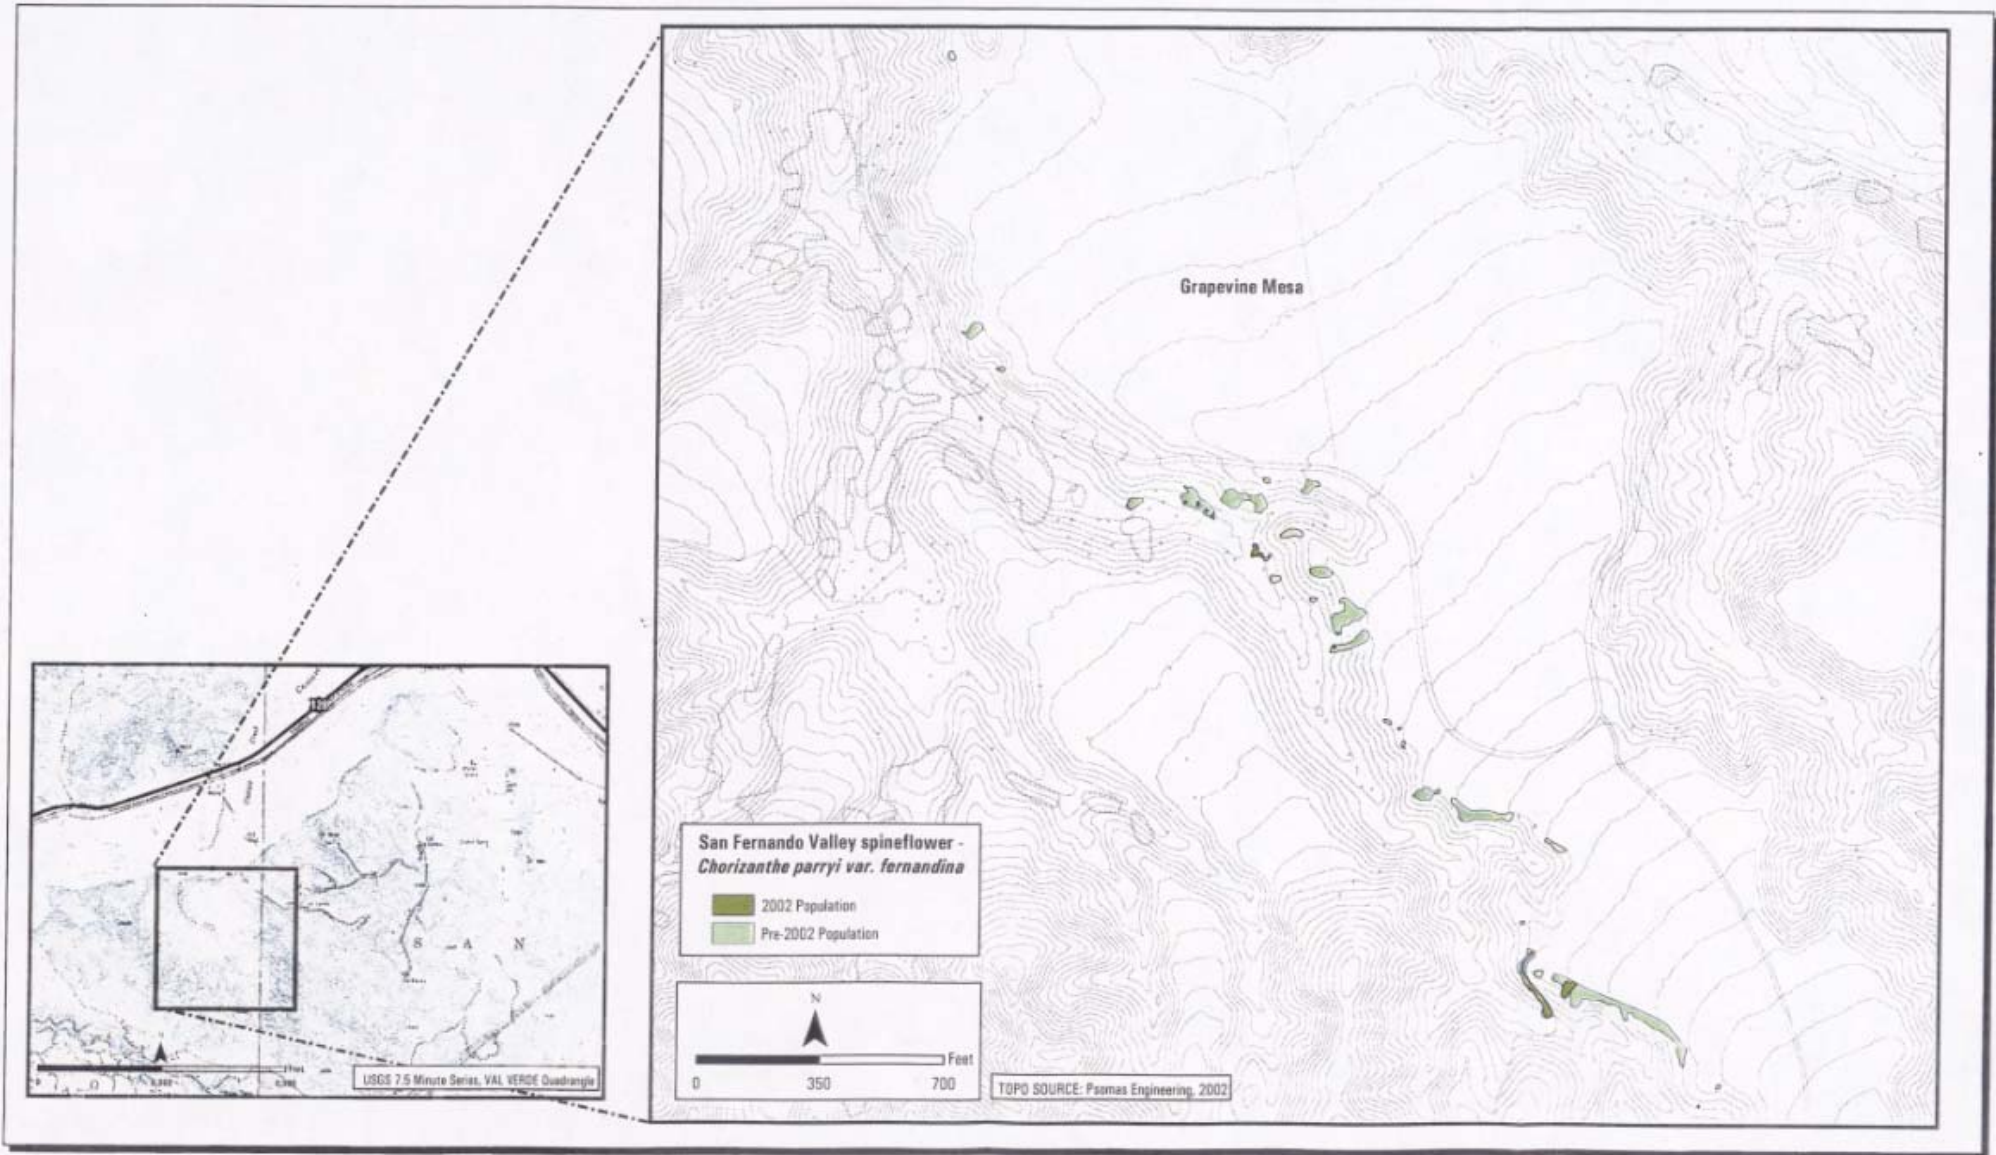 Grapevine Mesa
San Fernando Valley spineflower -
Chorizanthe parryi var. fernandina
2002 Population
Pre-2002 Population
N
Feet
0 350 700
TOPO SOURCE: Psomas Engineering, 2002
126
S A N
USGS 7.5 Minute Series, VAL VERDE Quadrangle